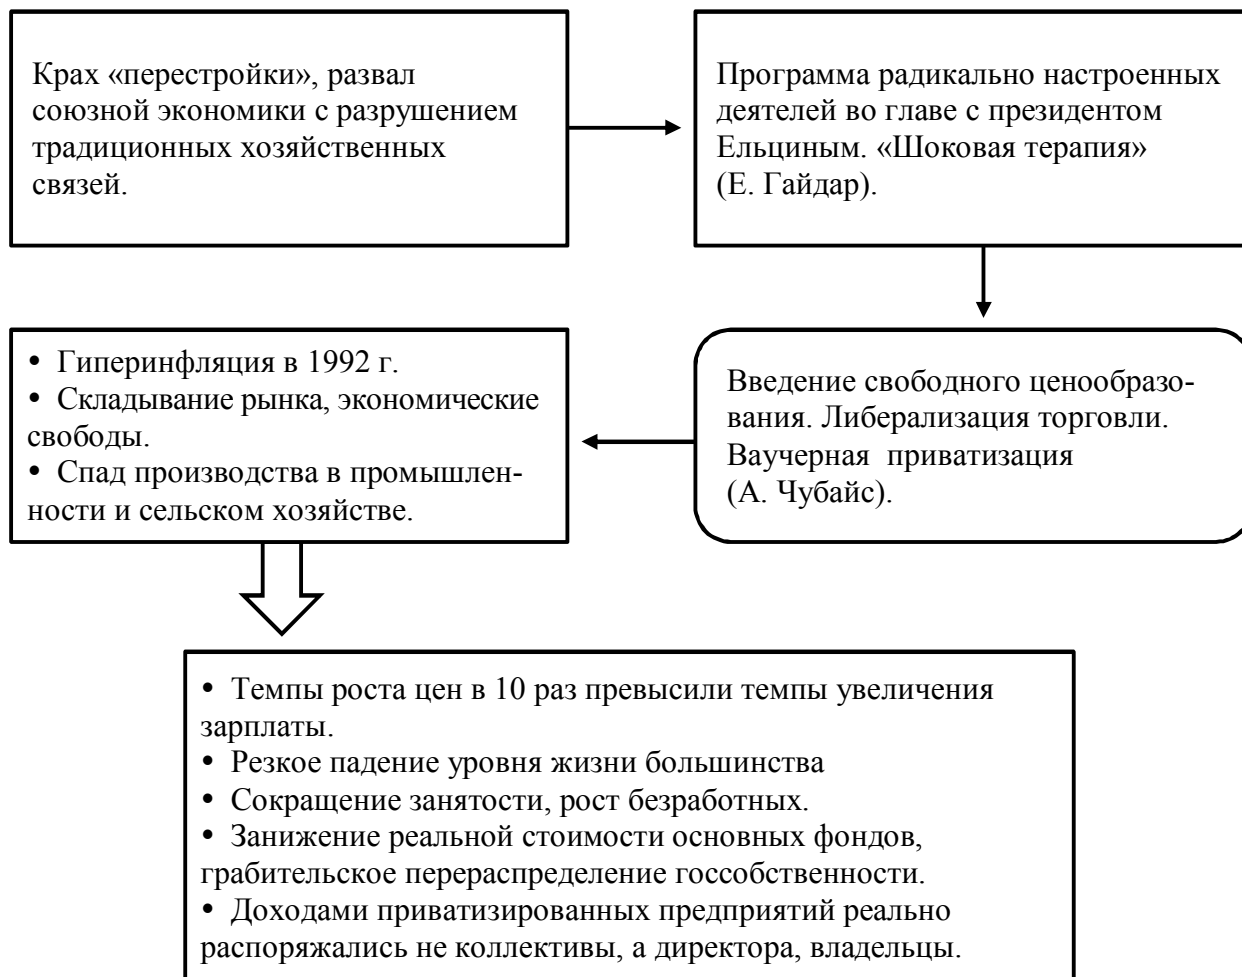 Крах «перестройки», развал
союзной экономики с разрушением
традиционных хозяйственных
связей.
Программа радикально настроенных
деятелей во главе с президентом
Ельциным. «Шоковая терапия»
(Е. Гайдар).
Введение свободного ценообразо-
вания. Либерализация торговли.
Ваучерная приватизация
(А. Чубайс).
• Гиперинфляция в 1992 г.
• Складывание рынка, экономические
свободы.
• Спад производства в промышлен-
ности и сельском хозяйстве.
• Темпы роста цен в 10 раз превысили темпы увеличения
зарплаты.
• Резкое падение уровня жизни большинства
• Сокращение занятости, рост безработных.
• Занижение реальной стоимости основных фондов,
грабительское перераспределение госсобственности.
• Доходами приватизированных предприятий реально
распоряжались не коллективы, а директора, владельцы.